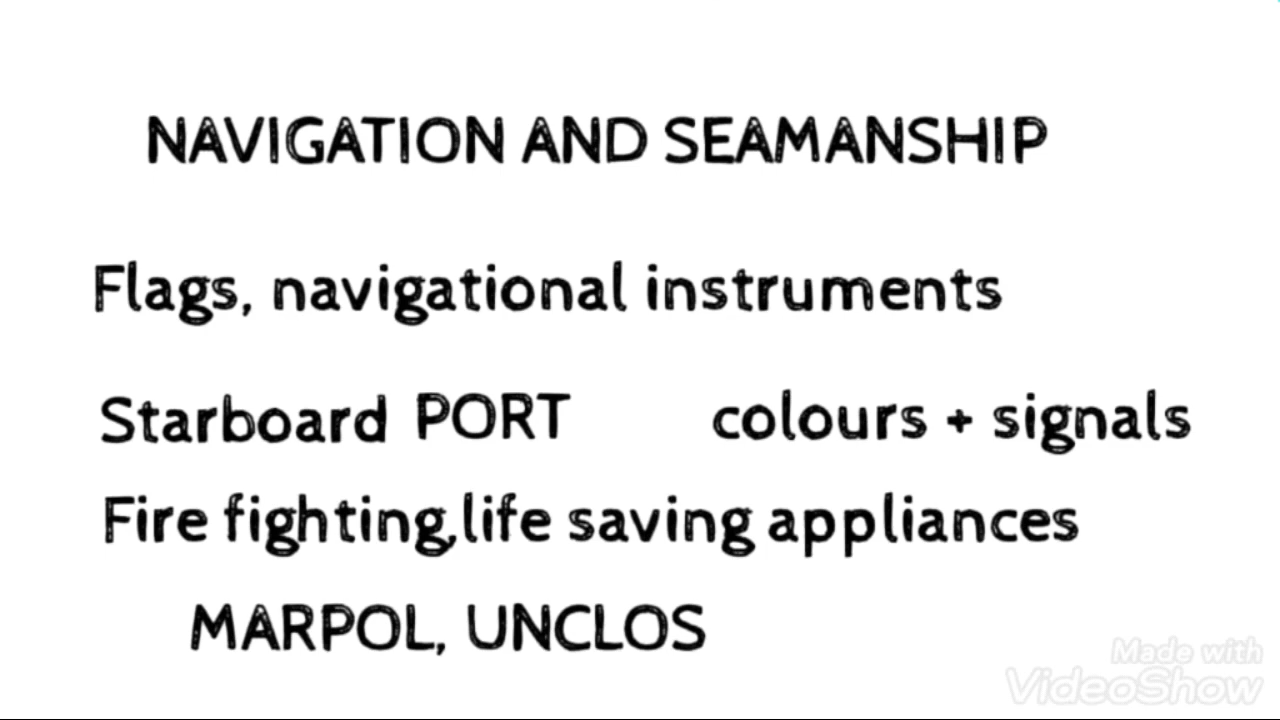 NAVIGATION AND SEAMANSHIP
Flags, navigational instruments
Starboard PORT colours + signals
Fire fighting,life saving appliances
MARPOL, UNCLOS
Made with
VideoShow